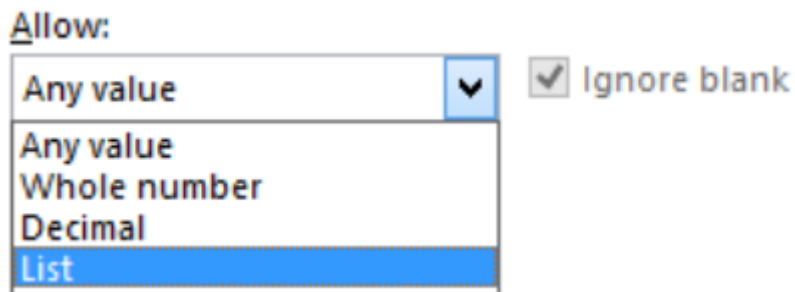 Allow:
Any value
Ignore blank
Any value
Whole number
Decimal
List